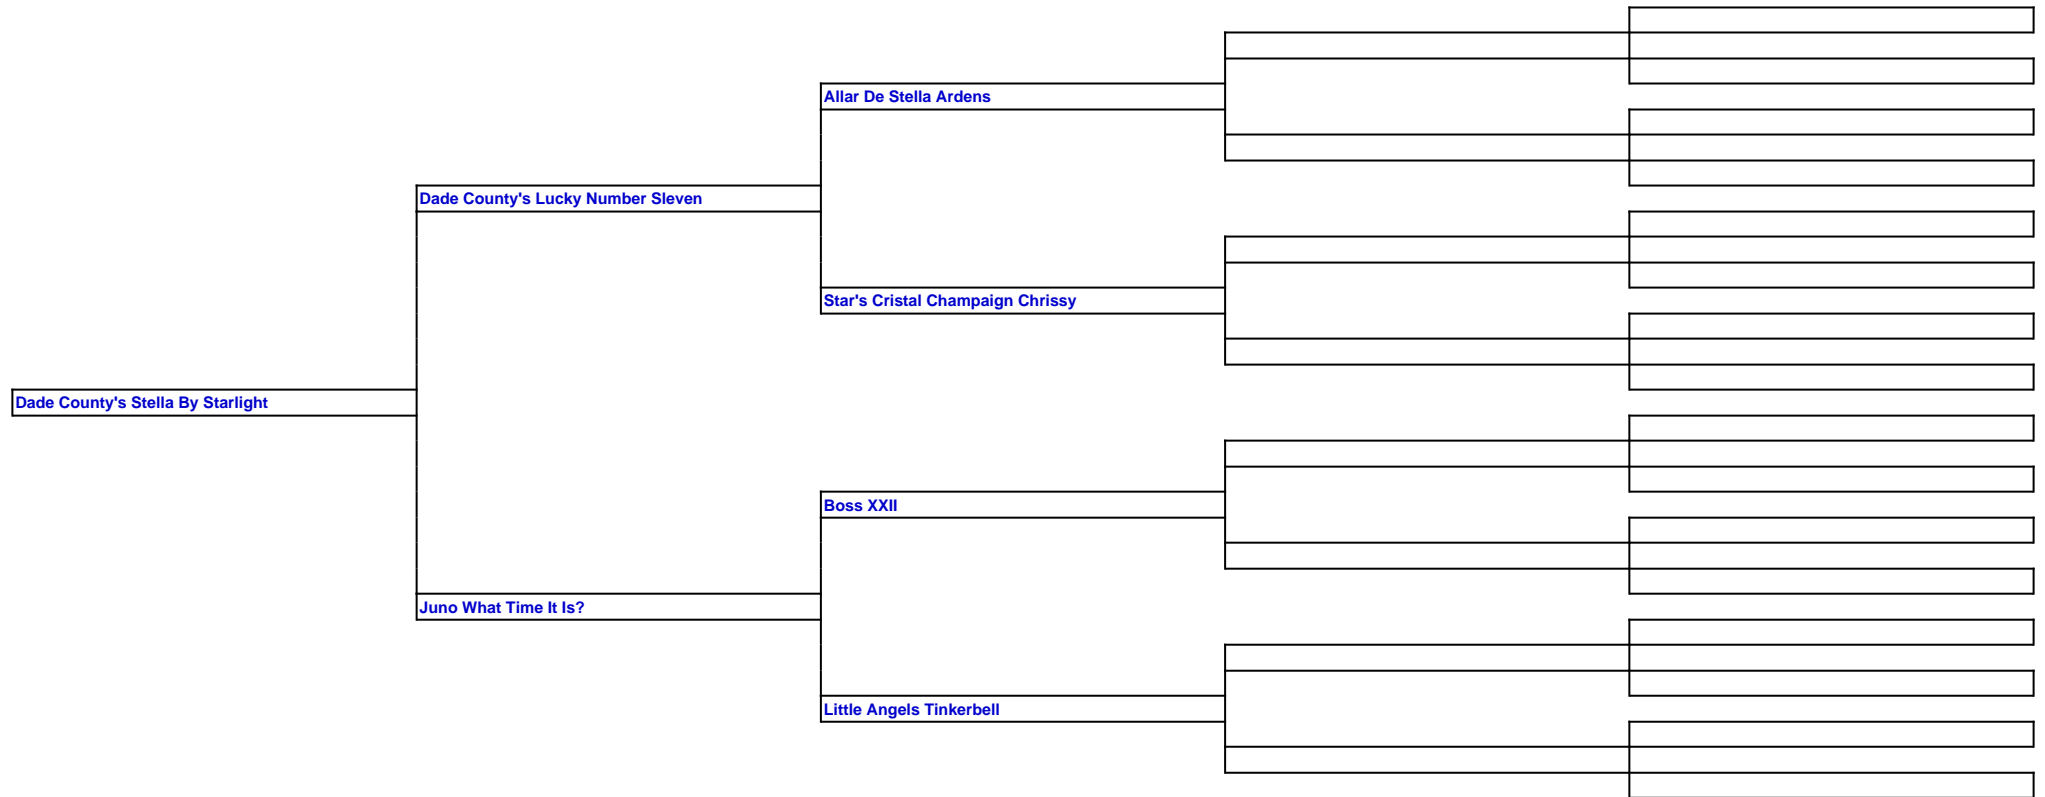 Allar De Stella Ardens
Dade County's Lucky Number Sleven
Star's Cristal Champaign Chrissy
Dade County's Stella By Starlight
Boss XXII
Juno What Time It Is?
Little Angels Tinkerbell